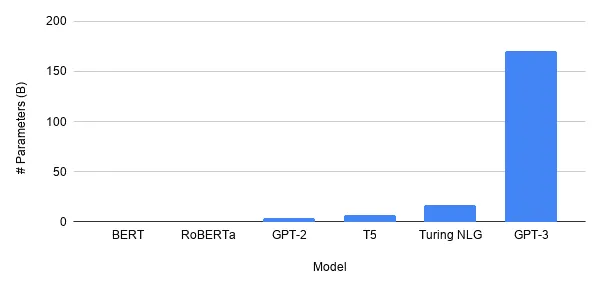 200
150
100
50
0
# Parameters (B)
BERT RoBERTa GPT-2 T5 Turing NLG GPT-3
Model